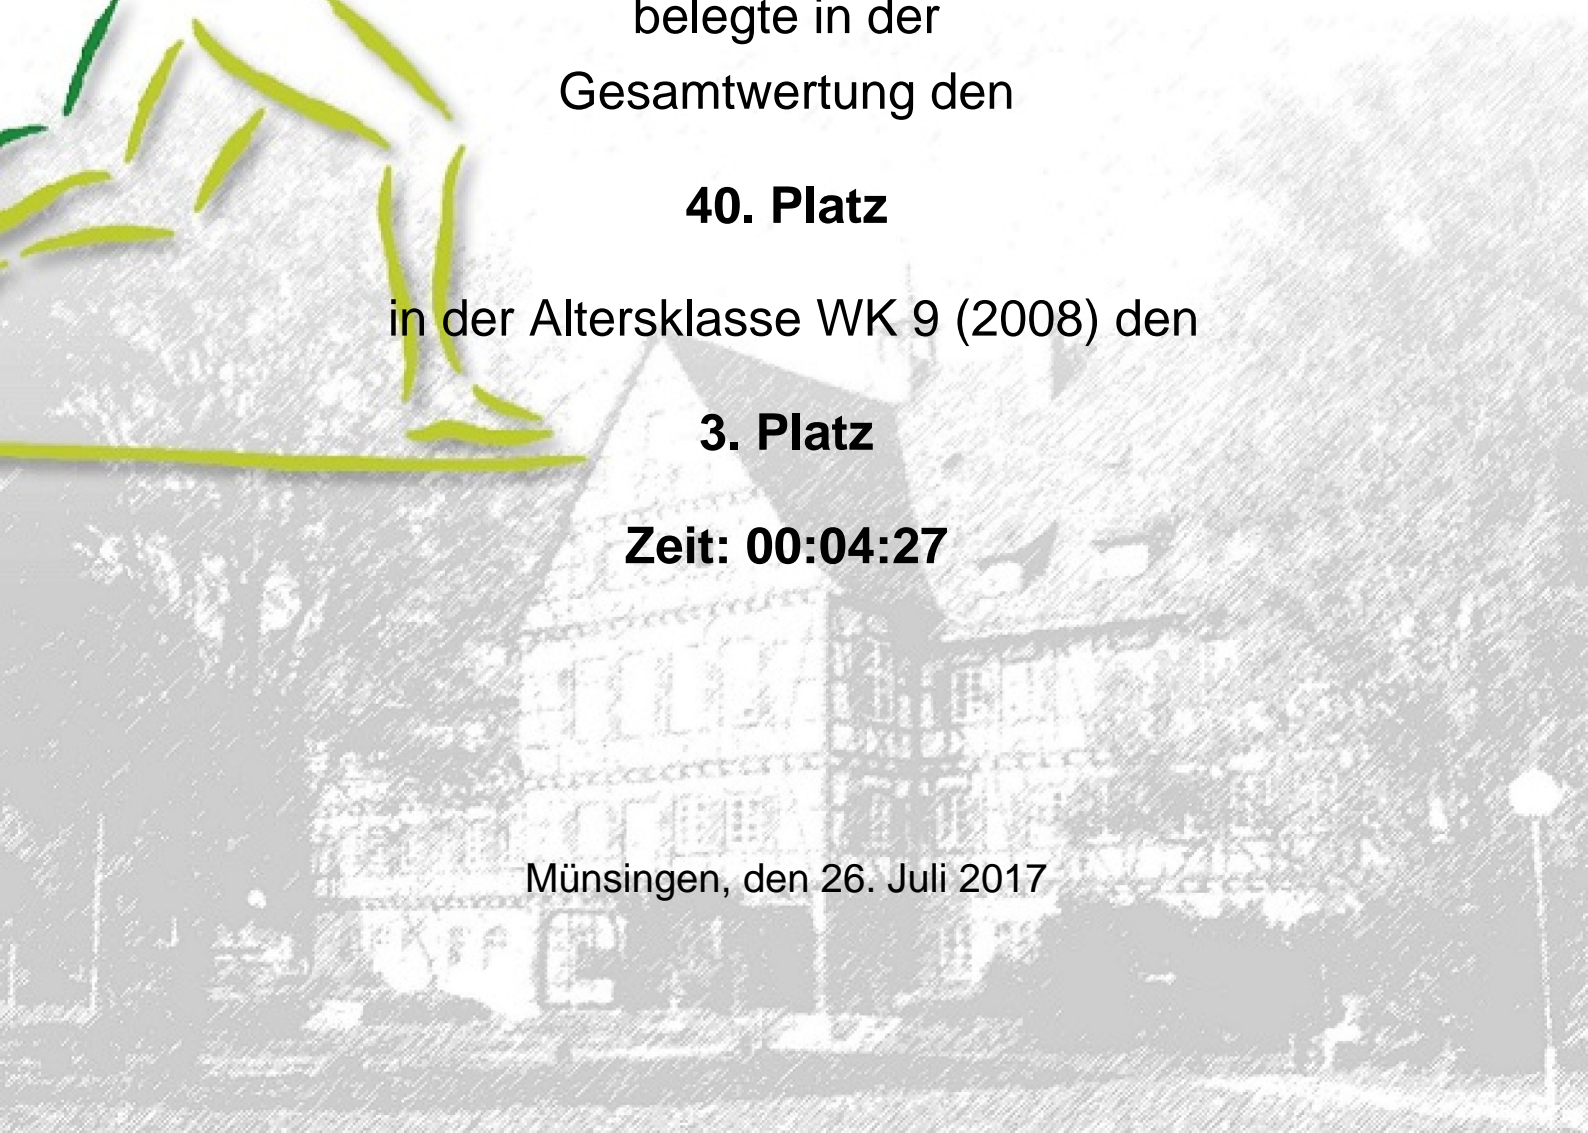 belegte in der
Gesamtwertung den
40. Platz
in der Altersklasse WK 9 (2008) den
3. Platz
Zeit: 00:04:27
Münsingen, den 26. Juli 2017